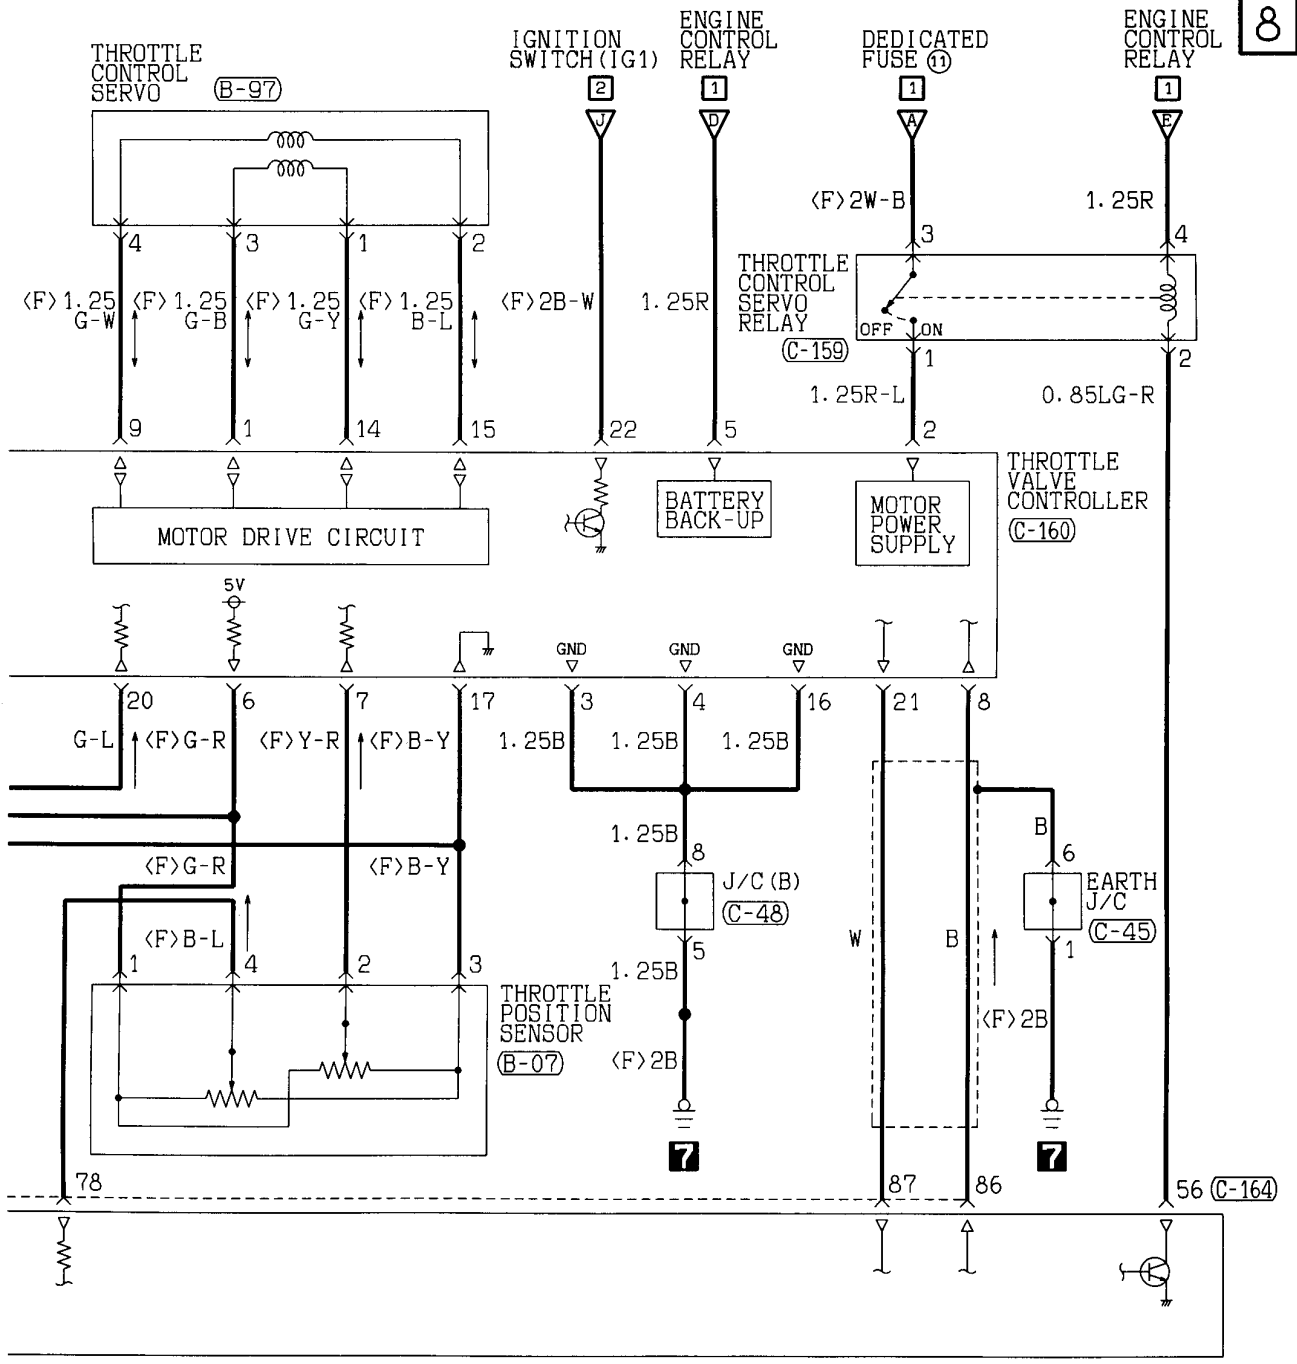 8
THROTTLE
CONTROL
SERVO
B-97
IGNITION
SWITCH(IG1)
ENGINE
CONTROL
RELAY
DEDICATED
FUSE ⑪
ENGINE
CONTROL
RELAY
2
1
1
1
J
D
A
E
<F>2W-B
1.25R
4
3
1
2
3
4
THROTTLE
CONTROL
SERVO
RELAY
C-159
OFF
ON
<F>1.25
G-W
<F>1.25
G-B
<F>1.25
G-Y
<F>1.25
B-L
<F>2B-W
1.25R
1
2
1.25R-L
0.85LG-R
9
1
14
15
22
5
2
THROTTLE
VALVE
CONTROLLER
C-160
MOTOR DRIVE CIRCUIT
BATTERY
BACK-UP
MOTOR
POWER
SUPPLY
5V
GND
GND
GND
20
6
7
17
3
4
16
21
8
G-L
<F>G-R
<F>Y-R
<F>B-Y
1.25B
1.25B
1.25B
1.25B
B
<F>G-R
<F>B-Y
8
6
J/C(B)
C-48
EARTH
J/C
C-45
<F>B-L
W
B
1
4
2
3
5
1
1.25B
THROTTLE
POSITION
SENSOR
B-07
<F>2B
<F>2B
7
7
78
87
86
56
C-164